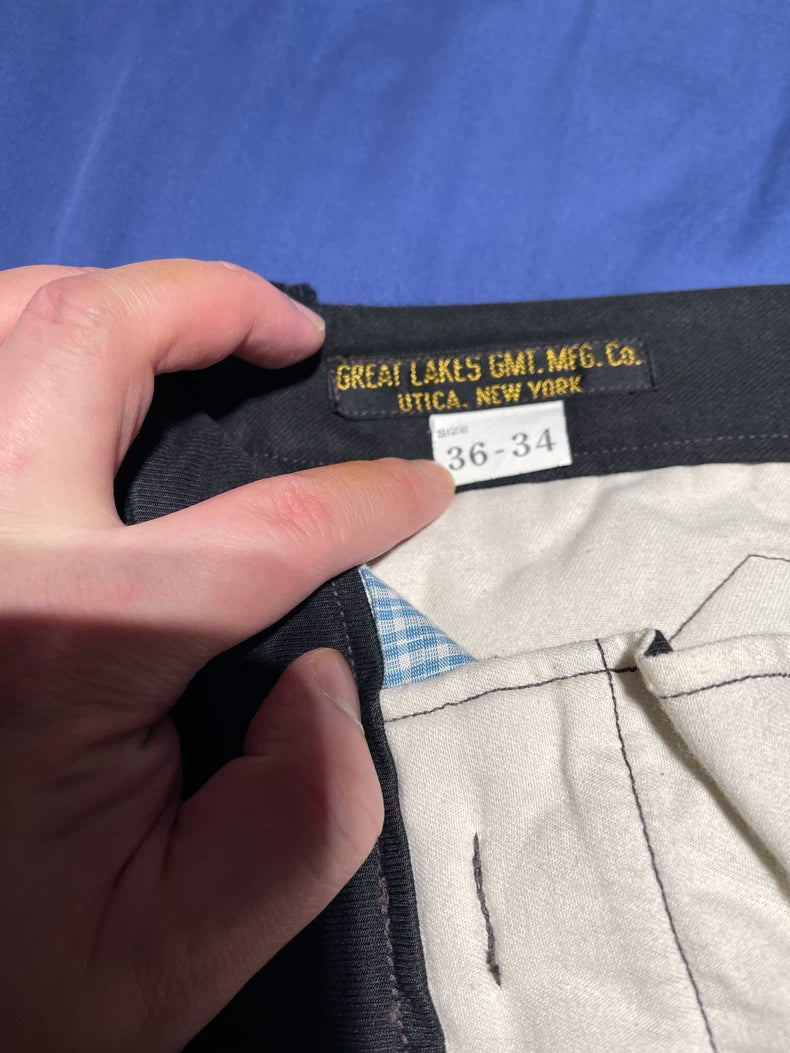 GREAT LAKES GMT. MFG. Co.
UTICA, NEW YORK
SIZE
36-34